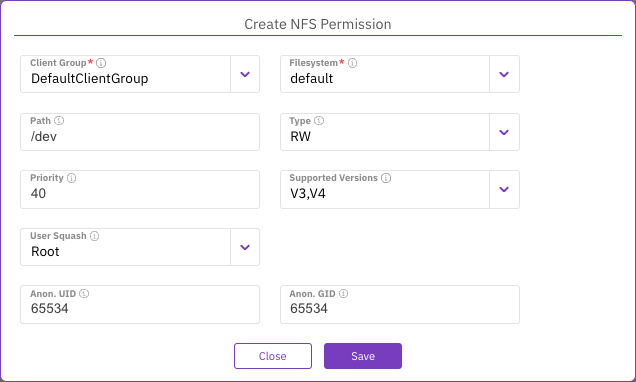 Create NFS Permission
Client Group* ⓘ
DefaultClientGroup
Filesystem* ⓘ
default
Path ⓘ
/dev
Type ⓘ
RW
Priority ⓘ
40
Supported Versions ⓘ
V3,V4
User Squash ⓘ
Root
Anon. UID ⓘ
65534
Anon. GID ⓘ
65534
Close
Save